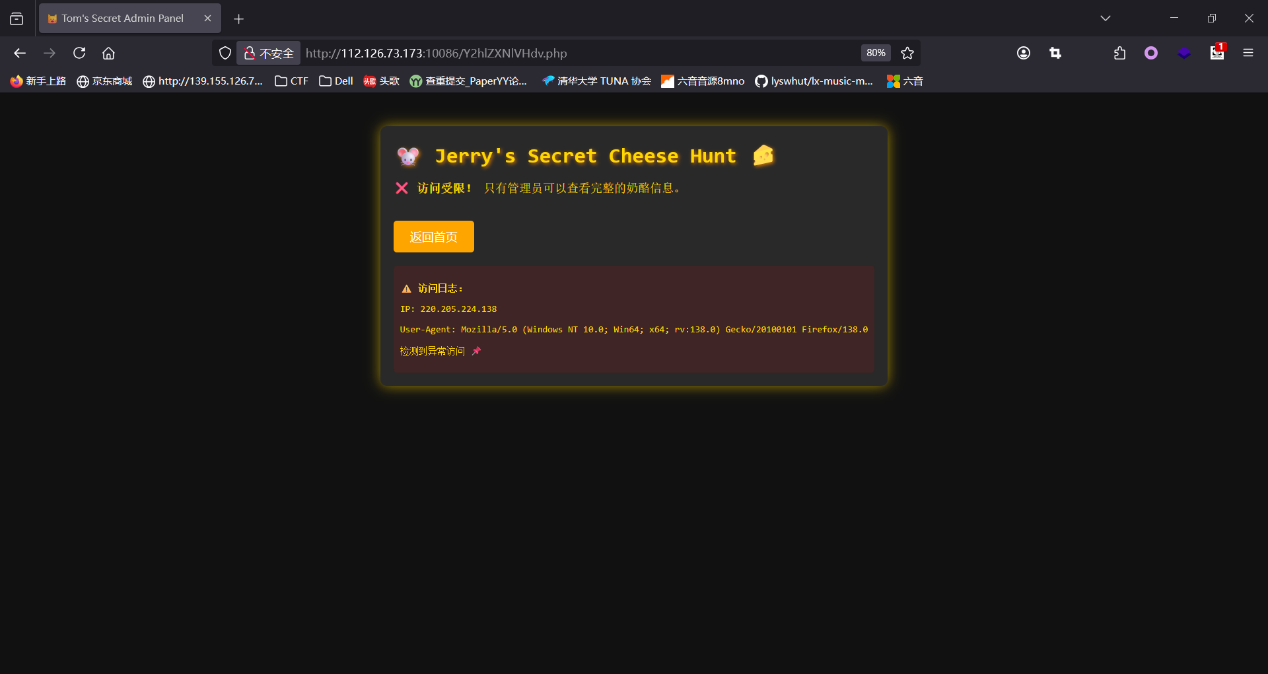 Tom's Secret Admin Panel
不安全
http://112.126.73.173:10086/Y2hlZXNlVHdv.php
80%
1
新手上路
京东商城
http://139.155.126.7...
CTF
Dell
头歌
查重提交_PaperYY论...
清华大学 TUNA 协会
六音音源8mno
lyswhut/lx-music-m...
六音
Jerry's Secret Cheese Hunt
访问受限! 只有管理员可以查看完整的奶酪信息。
返回首页
访问日志:
IP: 220.205.224.138
User-Agent: Mozilla/5.0 (Windows NT 10.0; Win64; x64; rv:138.0) Gecko/20100101 Firefox/138.0
检测到异常访问